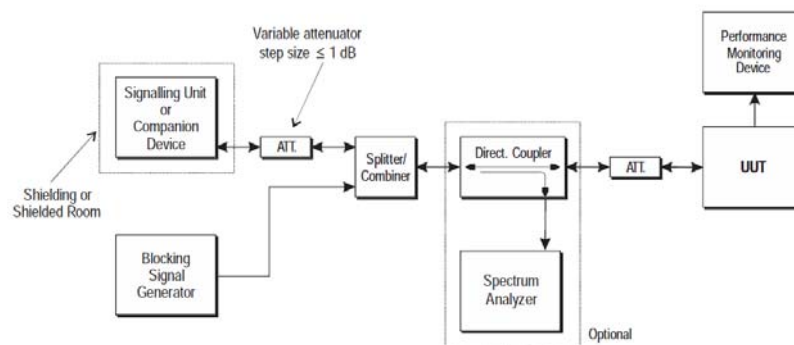 Variable attenuator
step size ≤ 1 dB
Performance
Monitoring
Device
Signalling Unit
or
Companion
Device
ATT.
Splitter/
Combiner
Direct. Coupler
ATT.
UUT
Shielding or
Shielded Room
Blocking
Signal
Generator
Spectrum
Analyzer
Optional